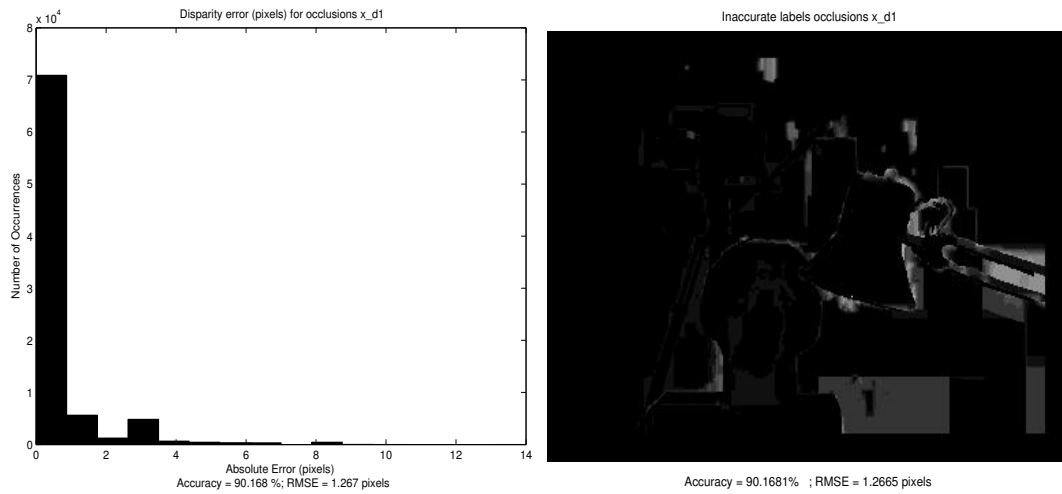 Disparity error (pixels) for occlusions x_d1
x 10^4
8
7
6
5
4
3
2
1
0
Number of Occurrences
0 2 4 6 8 10 12 14
Absolute Error (pixels)
Accuracy = 90.168 %; RMSE = 1.267 pixels
Inaccurate labels occlusions x_d1
Accuracy = 90.1681% ; RMSE = 1.2665 pixels